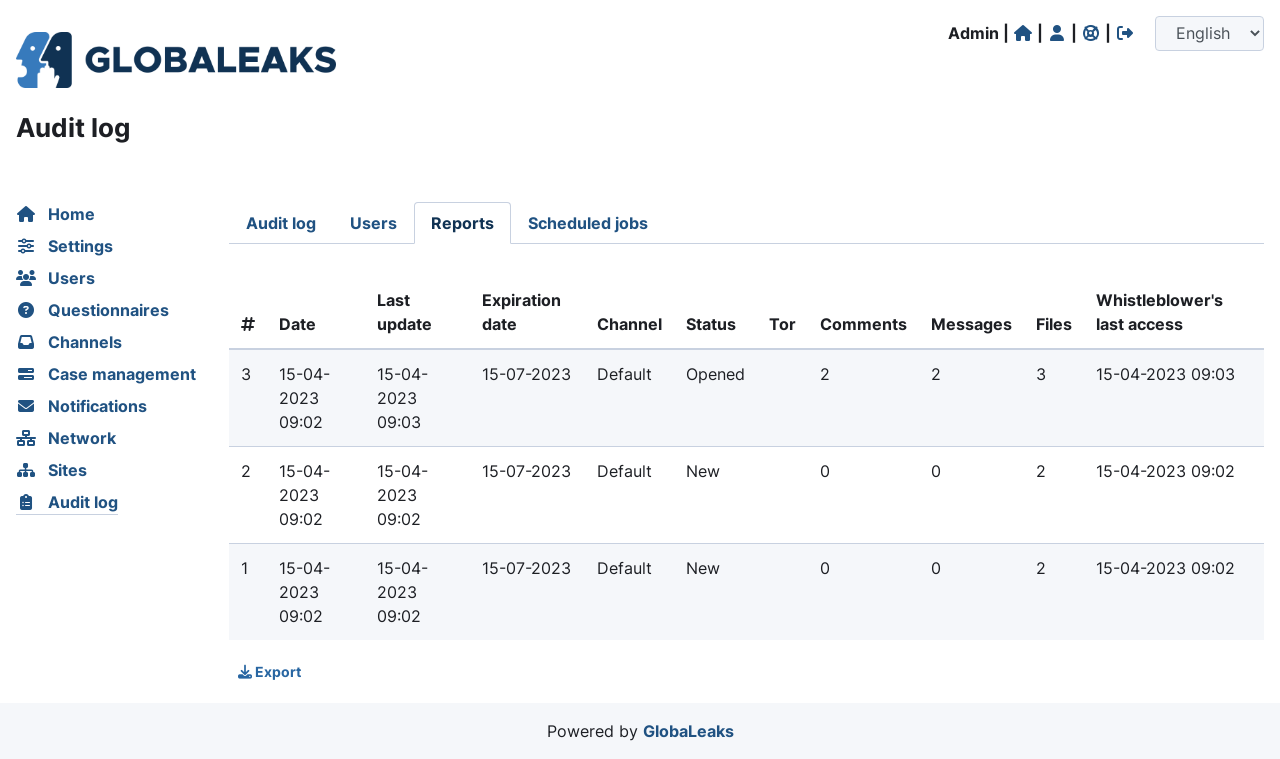 GLOBALEAKS
Admin | | | |
English
Audit log
Home
Settings
Users
Questionnaires
Channels
Case management
Notifications
Network
Sites
Audit log
Audit log Users Reports Scheduled jobs
# Date Last update Expiration date Channel Status Tor Comments Messages Files Whistleblower's last access
3 15-04-2023 09:02 15-04-2023 09:03 15-07-2023 Default Opened 2 2 3 15-04-2023 09:03
2 15-04-2023 09:02 15-04-2023 09:02 15-07-2023 Default New 0 0 2 15-04-2023 09:02
1 15-04-2023 09:02 15-04-2023 09:02 15-07-2023 Default New 0 0 2 15-04-2023 09:02
Export
Powered by GlobaLeaks